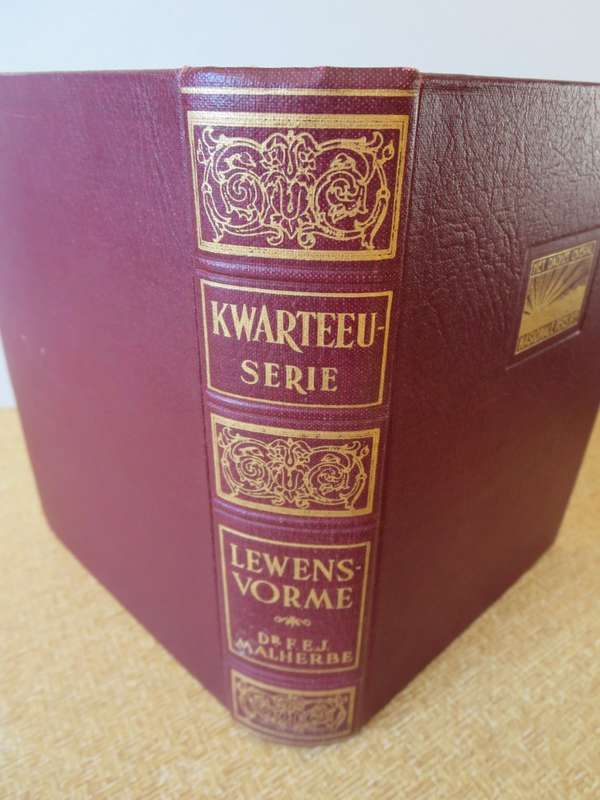 KWARTEEU-
SERIE
LEWENS-
VORME
DR F.E.J.
MALHERBE